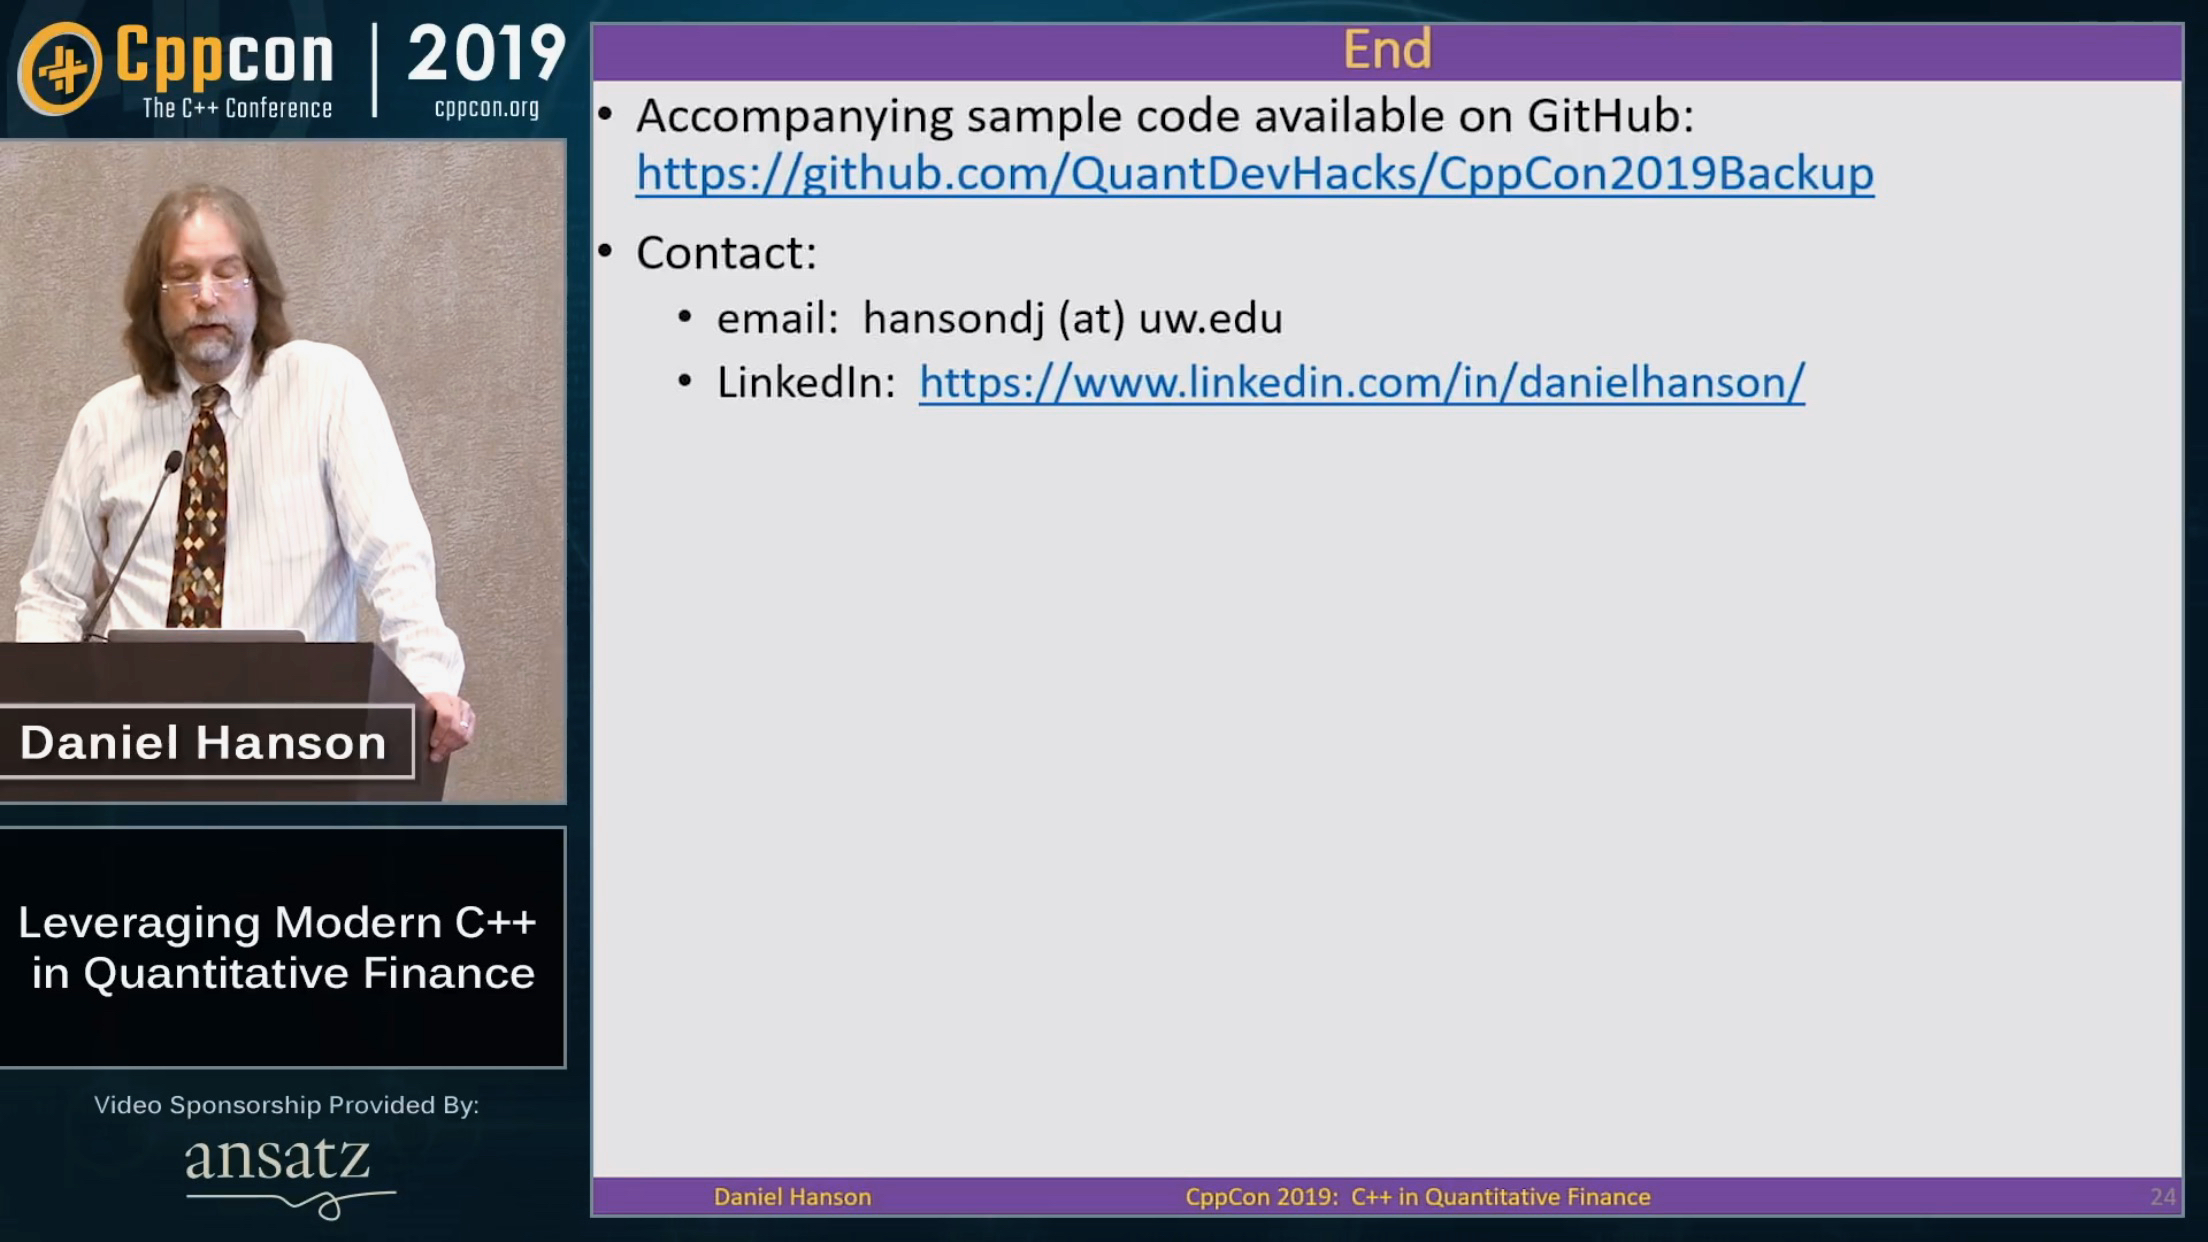 Cppcon
The C++ Conference
2019
cppcon.org
Daniel Hanson
Leveraging Modern C++
in Quantitative Finance
Video Sponsorship Provided By:
ansatz
End
• Accompanying sample code available on GitHub:
https://github.com/QuantDevHacks/CppCon2019Backup
• Contact:
• email: hansondj (at) uw.edu
• LinkedIn: https://www.linkedin.com/in/danielhanson/
Daniel Hanson
CppCon 2019: C++ in Quantitative Finance
24